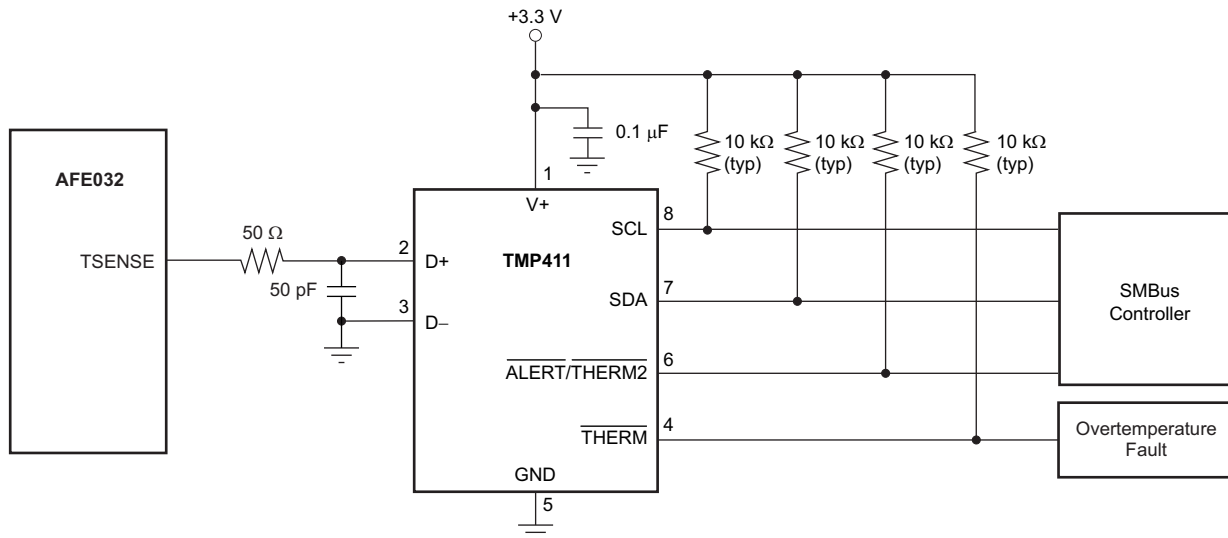 +3.3 V
0.1 μF
10 kΩ
(typ)
10 kΩ
(typ)
10 kΩ
(typ)
10 kΩ
(typ)
AFE032
TSENSE
50 Ω
50 pF
1
V+
2
D+
3
D–
TMP411
SCL
8
SDA
7
ALERT/THERM2
6
THERM
4
GND
5
SMBus
Controller
Overtemperature
Fault